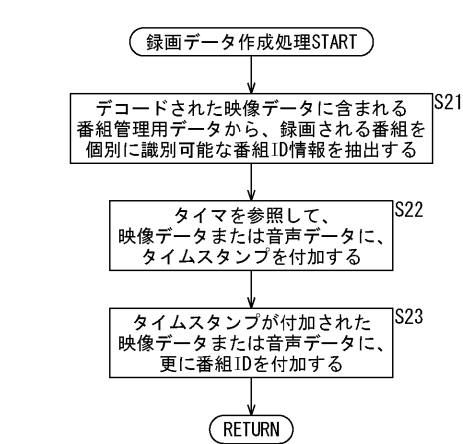 録画データ作成処理START
S21
デコードされた映像データに含まれる
番組管理用データから、録画される番組を
個別に識別可能な番組ID情報を抽出する
S22
タイマを参照して、
映像データまたは音声データに、
タイムスタンプを付加する
S23
タイムスタンプが付加された
映像データまたは音声データに、
更に番組IDを付加する
RETURN